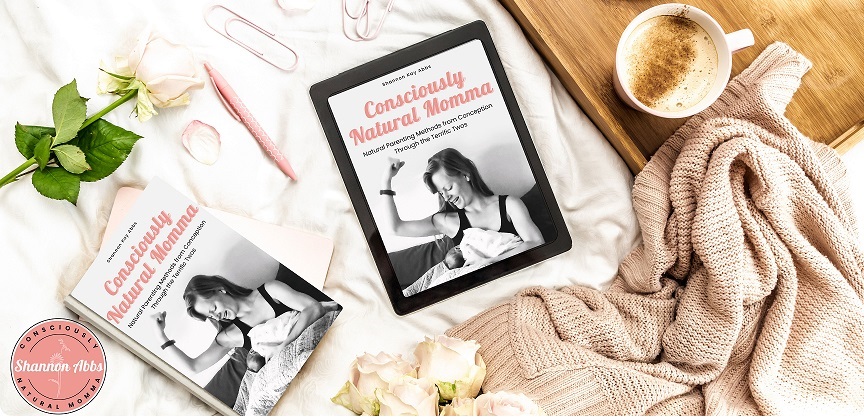 Shannon Kay Abbs
Consciously
Natural Momma
Natural Parenting Methods from Conception
Through the Terrific Twos
Shannon Kay Abbs
Consciously
Natural Momma
Natural Parenting Methods from Conception
Through the Terrific Twos
CONSCIOUSLY
Shannon Abbs
NATURAL MOMMA